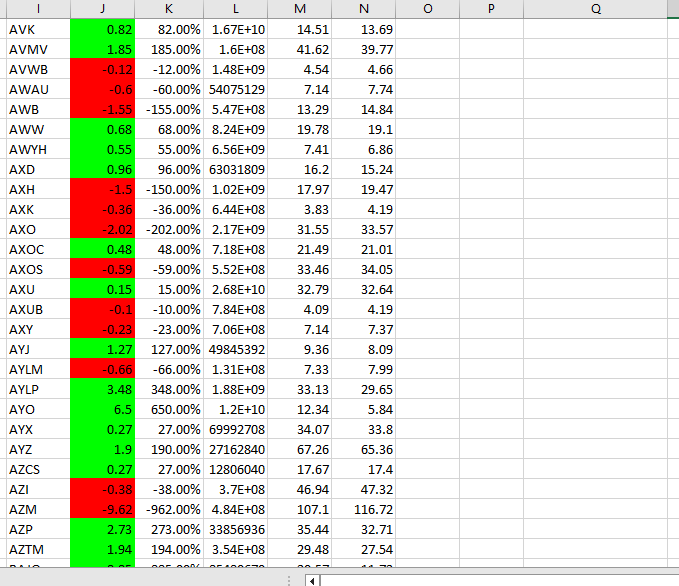 I J K L M N O P Q
AVK 0.82 82.00% 1.67E+10 14.51 13.69
AVMV 1.85 185.00% 1.6E+08 41.62 39.77
AVWB -0.12 -12.00% 1.48E+09 4.54 4.66
AWAU -0.6 -60.00% 54075129 7.14 7.74
AWB -1.55 -155.00% 5.47E+08 13.29 14.84
AWW 0.68 68.00% 8.24E+09 19.78 19.1
AWYH 0.55 55.00% 6.56E+09 7.41 6.86
AXD 0.96 96.00% 63031809 16.2 15.24
AXH -1.5 -150.00% 1.02E+09 17.97 19.47
AXK -0.36 -36.00% 6.44E+08 3.83 4.19
AXO -2.02 -202.00% 2.17E+09 31.55 33.57
AXOC 0.48 48.00% 7.18E+08 21.49 21.01
AXOS -0.59 -59.00% 5.52E+08 33.46 34.05
AXU 0.15 15.00% 2.68E+10 32.79 32.64
AXUB -0.1 -10.00% 7.84E+08 4.09 4.19
AXY -0.23 -23.00% 7.06E+08 7.14 7.37
AYJ 1.27 127.00% 49845392 9.36 8.09
AYLM -0.66 -66.00% 1.31E+08 7.33 7.99
AYLP 3.48 348.00% 1.88E+09 33.13 29.65
AYO 6.5 650.00% 1.2E+10 12.34 5.84
AYX 0.27 27.00% 69992708 34.07 33.8
AYZ 1.9 190.00% 27162840 67.26 65.36
AZCS 0.27 27.00% 12806040 17.67 17.4
AZI -0.38 -38.00% 3.7E+08 46.94 47.32
AZM -9.62 -962.00% 4.84E+08 107.1 116.72
AZP 2.73 273.00% 33856936 35.44 32.71
AZTM 1.94 194.00% 3.54E+08 29.48 27.54